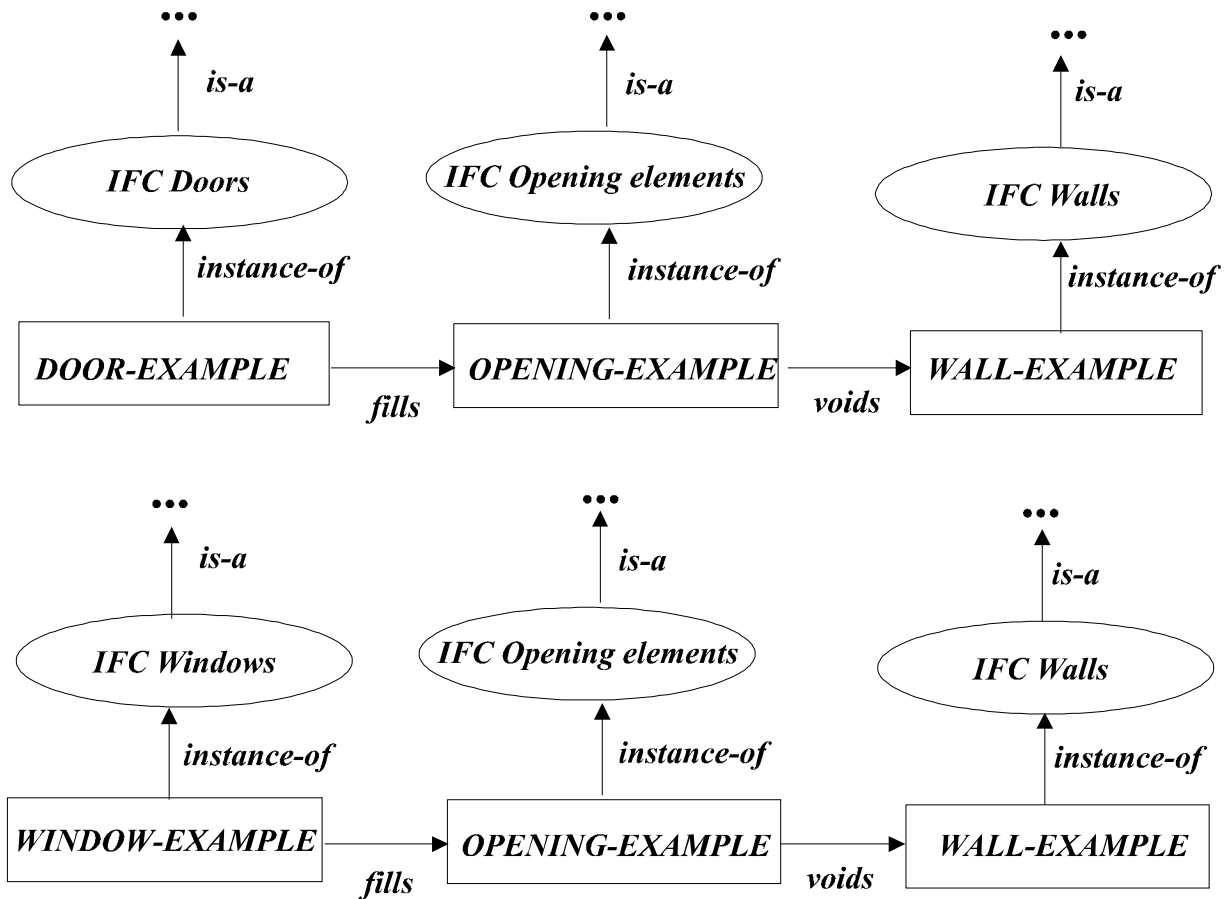 ...
...
...
is-a
is-a
is-a
IFC Doors
IFC Opening elements
IFC Walls
instance-of
instance-of
instance-of
DOOR-EXAMPLE
OPENING-EXAMPLE
WALL-EXAMPLE
fills
voids
...
...
...
is-a
is-a
is-a
IFC Windows
IFC Opening elements
IFC Walls
instance-of
instance-of
instance-of
WINDOW-EXAMPLE
OPENING-EXAMPLE
WALL-EXAMPLE
fills
voids